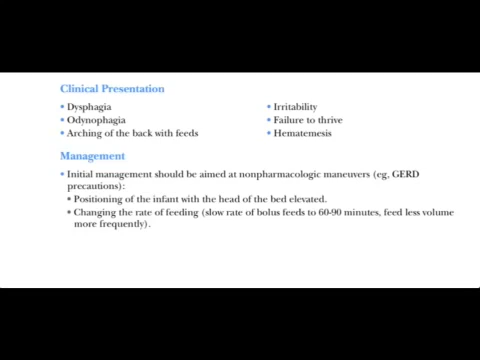 Clinical Presentation
• Dysphagia
• Odynophagia
• Arching of the back with feeds
• Irritability
• Failure to thrive
• Hematemesis
Management
• Initial management should be aimed at nonpharmacologic maneuvers (eg, GERD
precautions):
• Positioning of the infant with the head of the bed elevated.
• Changing the rate of feeding (slow rate of bolus feeds to 60-90 minutes, feed less volume
more frequently).